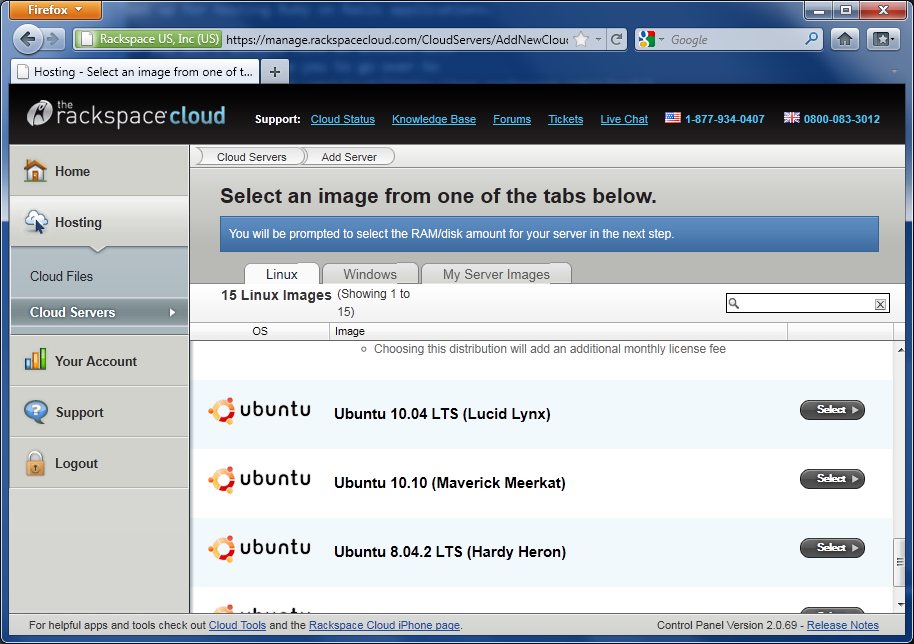 Firefox
Rackspace US, Inc (US) https://manage.rackspacecloud.com/CloudServers/AddNewClou
Google
Hosting - Select an image from one of t...
the rackspace cloud
Support: Cloud Status Knowledge Base Forums Tickets Live Chat 1-877-934-0407 0800-083-3012
Home
Hosting
Cloud Files
Cloud Servers
Your Account
Support
Logout
Cloud Servers Add Server
Select an image from one of the tabs below.
You will be prompted to select the RAM/disk amount for your server in the next step.
Linux Windows My Server Images
15 Linux Images (Showing 1 to
15)
OS Image
Choosing this distribution will add an additional monthly license fee
ubuntu Ubuntu 10.04 LTS (Lucid Lynx) Select
ubuntu Ubuntu 10.10 (Maverick Meerkat) Select
ubuntu Ubuntu 8.04.2 LTS (Hardy Heron) Select
For helpful apps and tools check out Cloud Tools and the Rackspace Cloud iPhone page.
Control Panel Version 2.0.69 - Release Notes